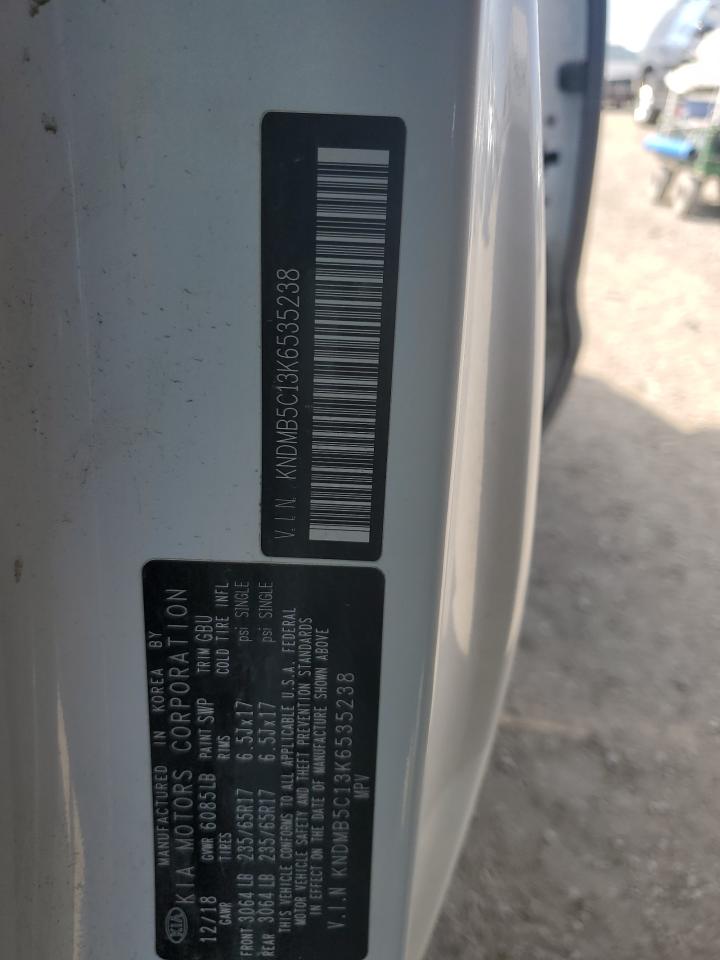 V.I.N. KNDMB5C13K6535238
MANUFACTURED IN KOREA BY
KIA KIA MOTORS CORPORATION
12/18 GVWR 6085LB PAINT SWP TRIM GBU
GAWR TIRES RIMS COLD TIRE INFL
FRONT 3064LB 235/65R17 6.5Jx17 psi SINGLE
REAR 3064LB 235/65R17 6.5Jx17 psi SINGLE
THIS VEHICLE CONFORMS TO ALL APPLICABLE U.S.A. FEDERAL
MOTOR VEHICLE SAFETY AND THEFT PREVENTION STANDARDS
IN EFFECT ON THE DATE OF MANUFACTURE SHOWN ABOVE
V.I.N KNDMB5C13K6535238
MPV